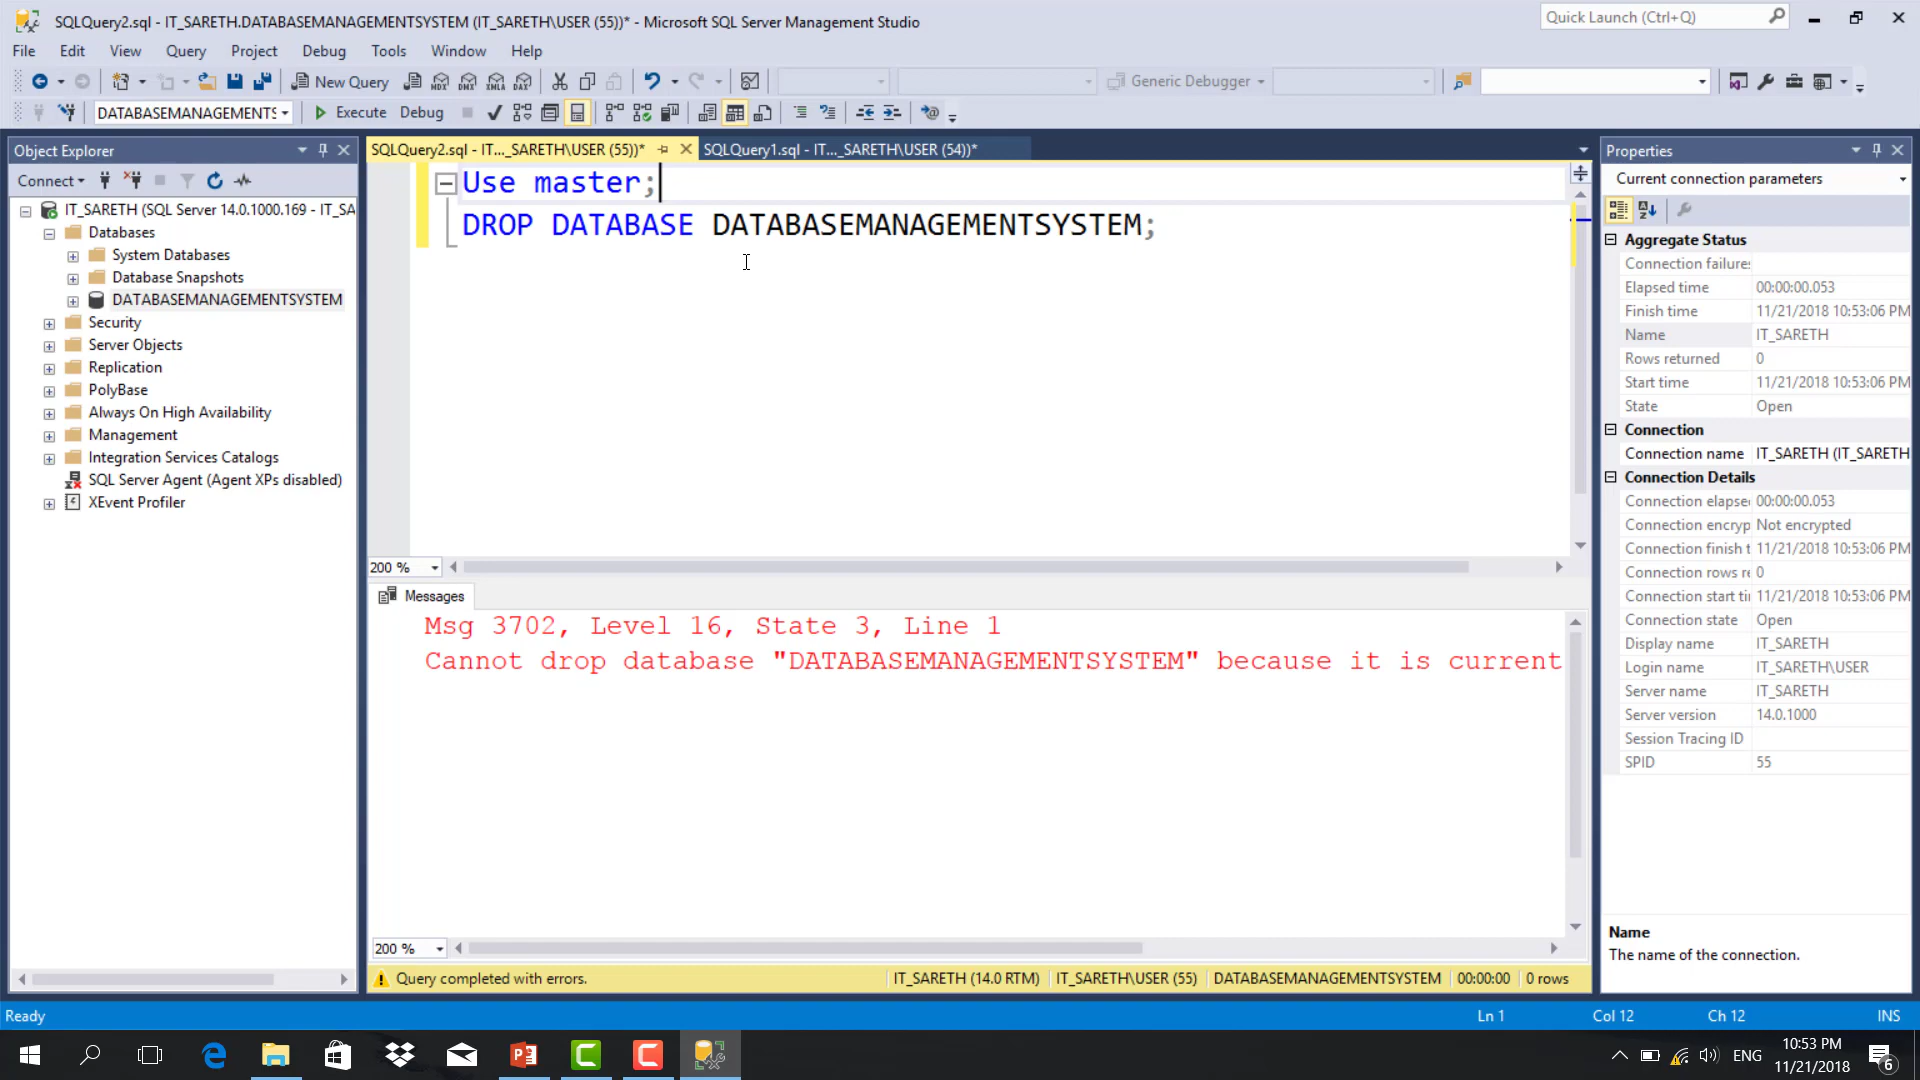 SQLQuery2.sql - IT_SARETH.DATABASEMANAGEMENTSYSTEM (IT_SARETH\USER (55))* - Microsoft SQL Server Management Studio
Quick Launch (Ctrl+Q)
File Edit View Query Project Debug Tools Window Help
New Query
Generic Debugger
DATABASEMANAGEMENTS
Execute Debug
Object Explorer
Connect
IT_SARETH (SQL Server 14.0.1000.169 - IT_SA
Databases
System Databases
Database Snapshots
DATABASEMANAGEMENTSYSTEM
Security
Server Objects
Replication
PolyBase
Always On High Availability
Management
Integration Services Catalogs
SQL Server Agent (Agent XPs disabled)
XEvent Profiler
SQLQuery2.sql - IT..._SARETH\USER (55))*
SQLQuery1.sql - IT..._SARETH\USER (54))*
Use master;
DROP DATABASE DATABASEMANAGEMENTSYSTEM;
200 %
Messages
Msg 3702, Level 16, State 3, Line 1
Cannot drop database "DATABASEMANAGEMENTSYSTEM" because it is current
200 %
Query completed with errors.
IT_SARETH (14.0 RTM)
IT_SARETH\USER (55)
DATABASEMANAGEMENTSYSTEM
00:00:00
0 rows
Properties
Current connection parameters
Aggregate Status
Connection failures
Elapsed time 00:00:00.053
Finish time 11/21/2018 10:53:06 PM
Name IT_SARETH
Rows returned 0
Start time 11/21/2018 10:53:06 PM
State Open
Connection
Connection name IT_SARETH (IT_SARETH
Connection Details
Connection elapse 00:00:00.053
Connection encryp Not encrypted
Connection finish t 11/21/2018 10:53:06 PM
Connection rows re 0
Connection start ti 11/21/2018 10:53:06 PM
Connection state Open
Display name IT_SARETH
Login name IT_SARETH\USER
Server name IT_SARETH
Server version 14.0.1000
Session Tracing ID
SPID 55
Name
The name of the connection.
Ready
Ln 1
Col 12
Ch 12
INS
ENG
10:53 PM
11/21/2018
6